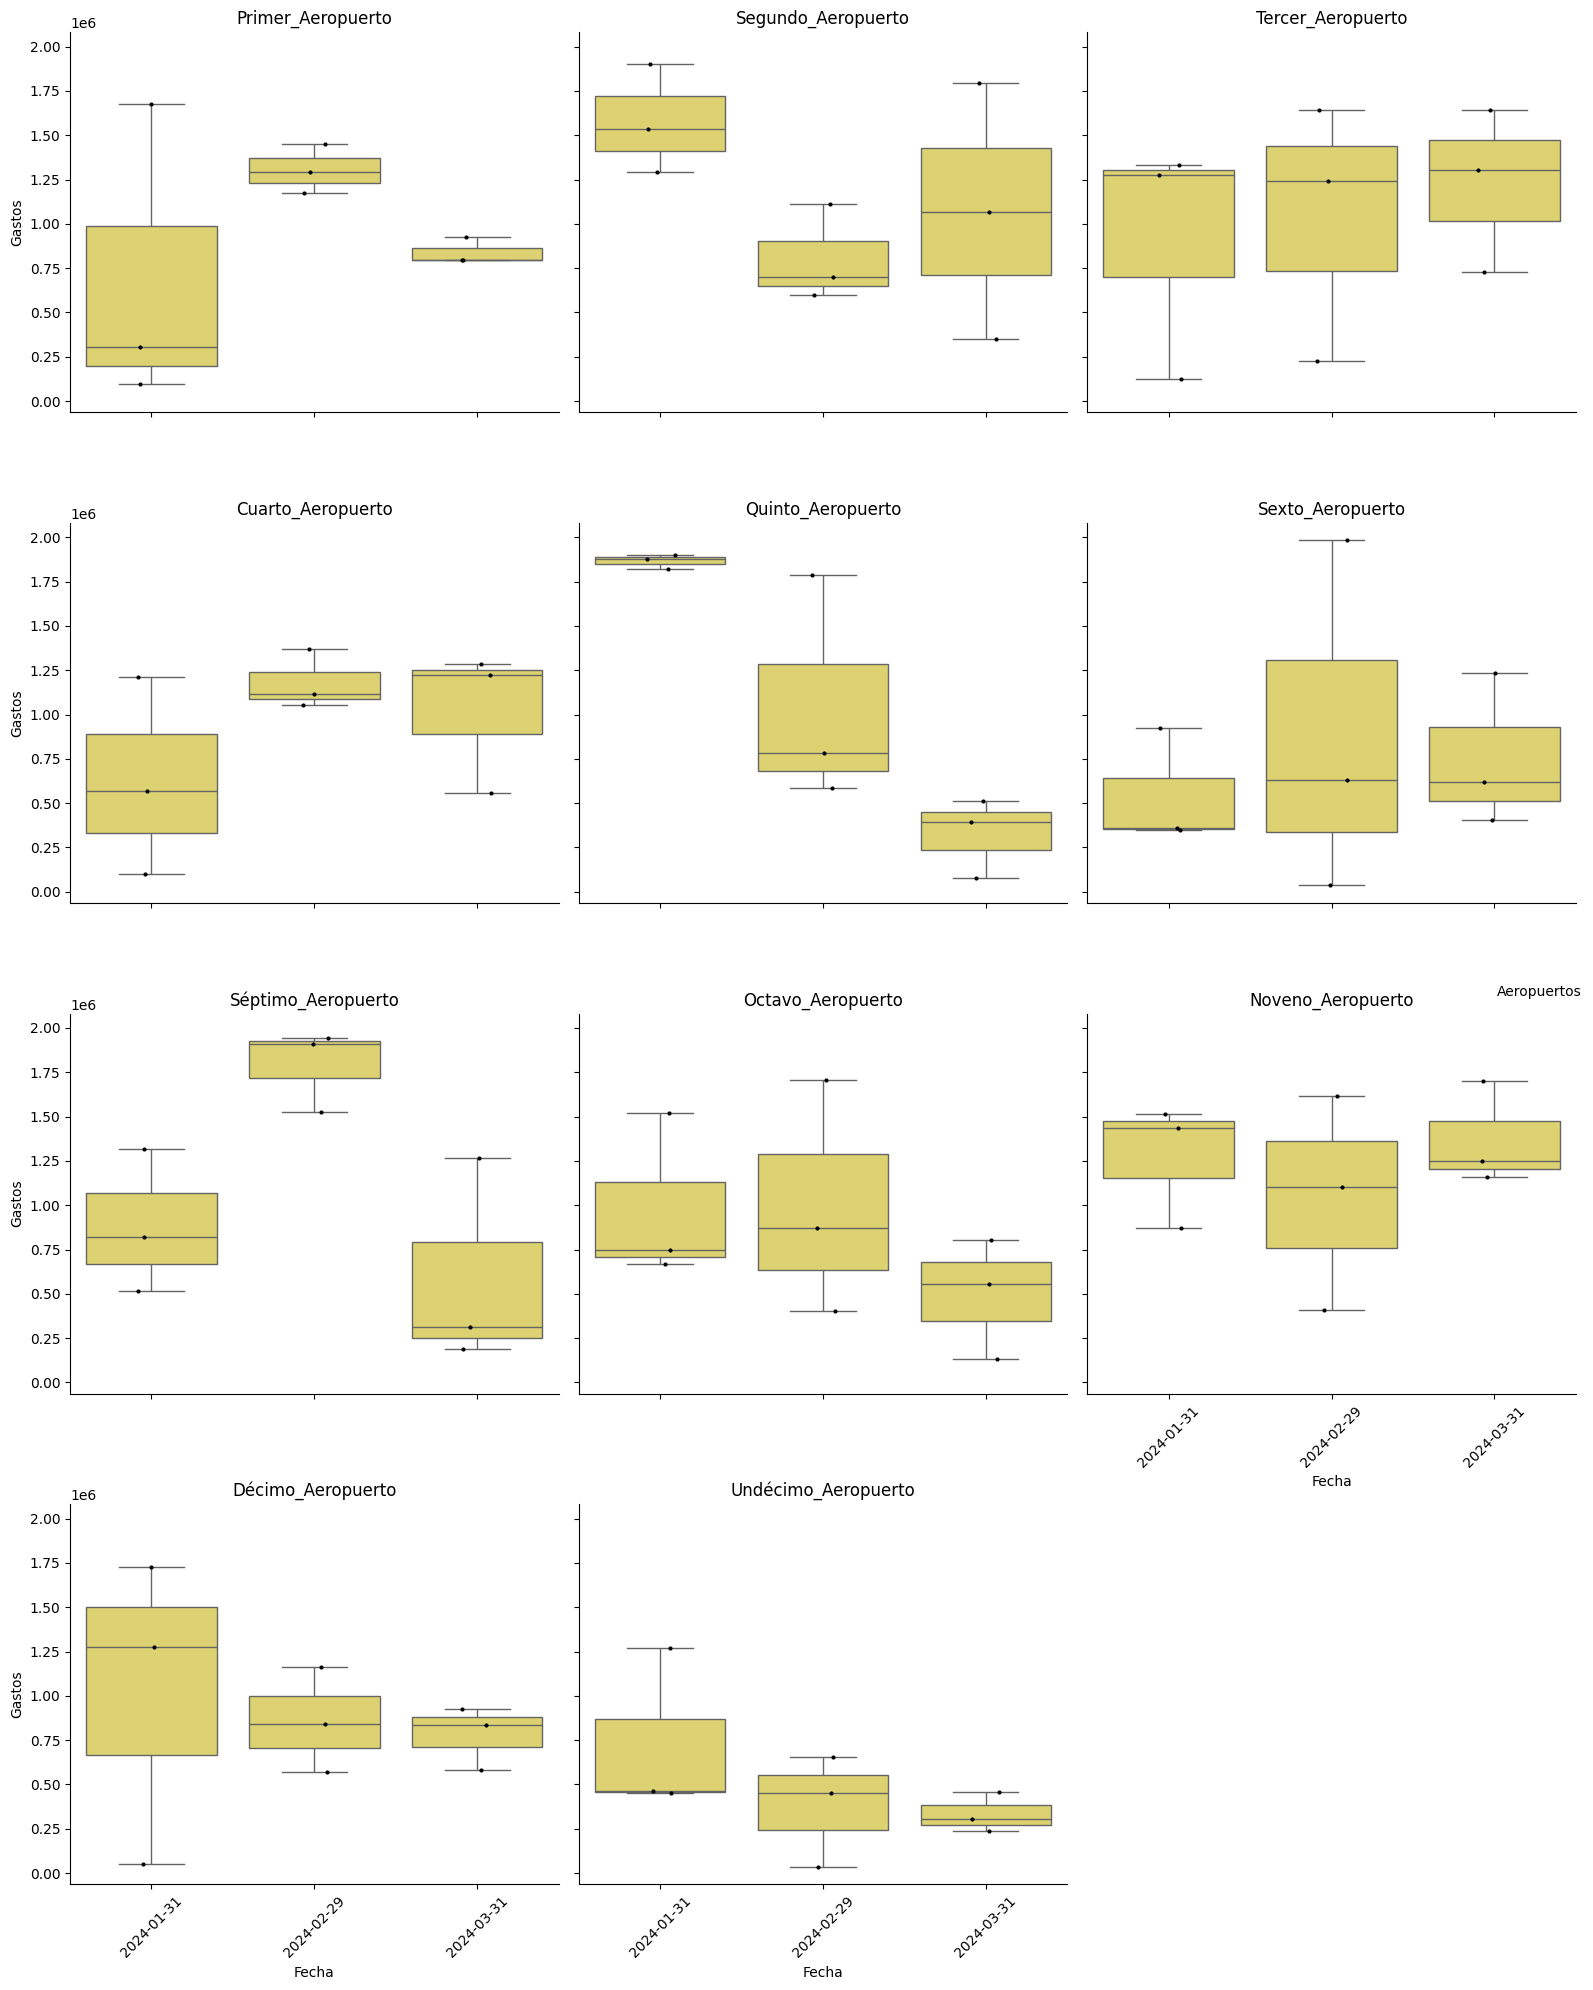 Primer_Aeropuerto
Segundo_Aeropuerto
Tercer_Aeropuerto
1e6
2.00
1.75
1.50
1.25
1.00
0.75
0.50
0.25
0.00
Gastos
Cuarto_Aeropuerto
Quinto_Aeropuerto
Sexto_Aeropuerto
1e6
2.00
1.75
1.50
1.25
1.00
0.75
0.50
0.25
0.00
Gastos
Séptimo_Aeropuerto
Octavo_Aeropuerto
Noveno_Aeropuerto
Aeropuertos
1e6
2.00
1.75
1.50
1.25
1.00
0.75
0.50
0.25
0.00
Gastos
2024-01-31
2024-02-29
2024-03-31
Fecha
Décimo_Aeropuerto
Undécimo_Aeropuerto
1e6
2.00
1.75
1.50
1.25
1.00
0.75
0.50
0.25
0.00
Gastos
2024-01-31
2024-02-29
2024-03-31
Fecha
2024-01-31
2024-02-29
2024-03-31
Fecha